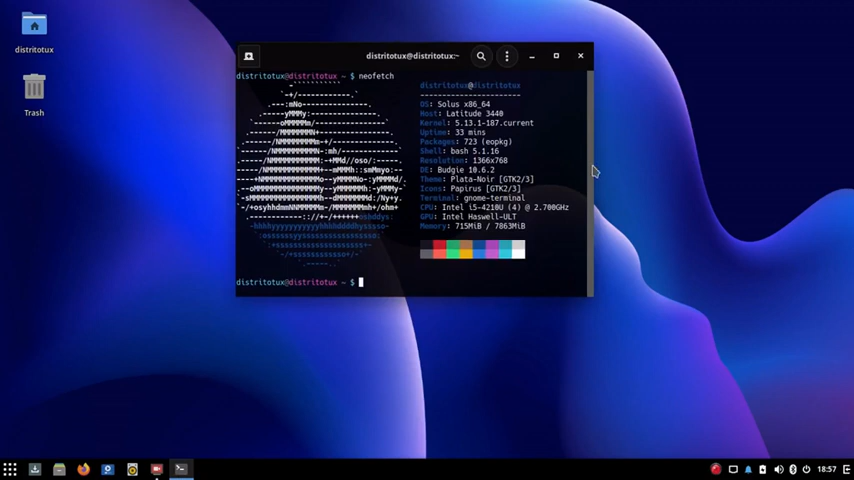 distritotux
Trash
distritotux@distritotux:~
distritotux@distritotux ~ $ neofetch
distritotux@distritotux
-----------------------
OS: Solus x86_64
Host: Latitude 3440
Kernel: 5.13.1-187.current
Uptime: 33 mins
Packages: 723 (eopkg)
Shell: bash 5.1.16
Resolution: 1366x768
DE: Budgie 10.6.2
Theme: Plata-Noir [GTK2/3]
Icons: Papirus [GTK2/3]
Terminal: gnome-terminal
CPU: Intel i5-4210U (4) @ 2.700GHz
GPU: Intel Haswell-ULT
Memory: 715MiB / 7863MiB
distritotux@distritotux ~ $
18:57